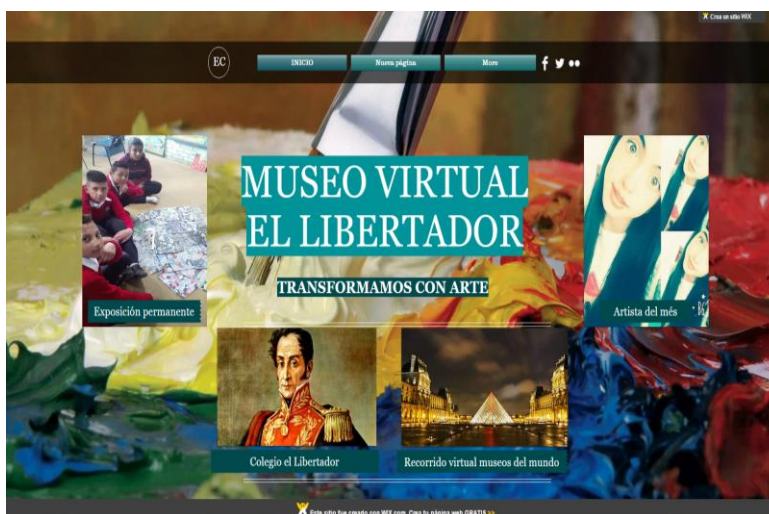 Crea un sitio WIX
EC
INICIO
Nueva página
More
MUSEO VIRTUAL
EL LIBERTADOR
TRANSFORMAMOS CON ARTE
Exposición permanente
Artista del més
Colegio el Libertador
Recorrido virtual museos del mundo
Este sitio fue creado con WIX.com. Crea tu página web GRATIS >>